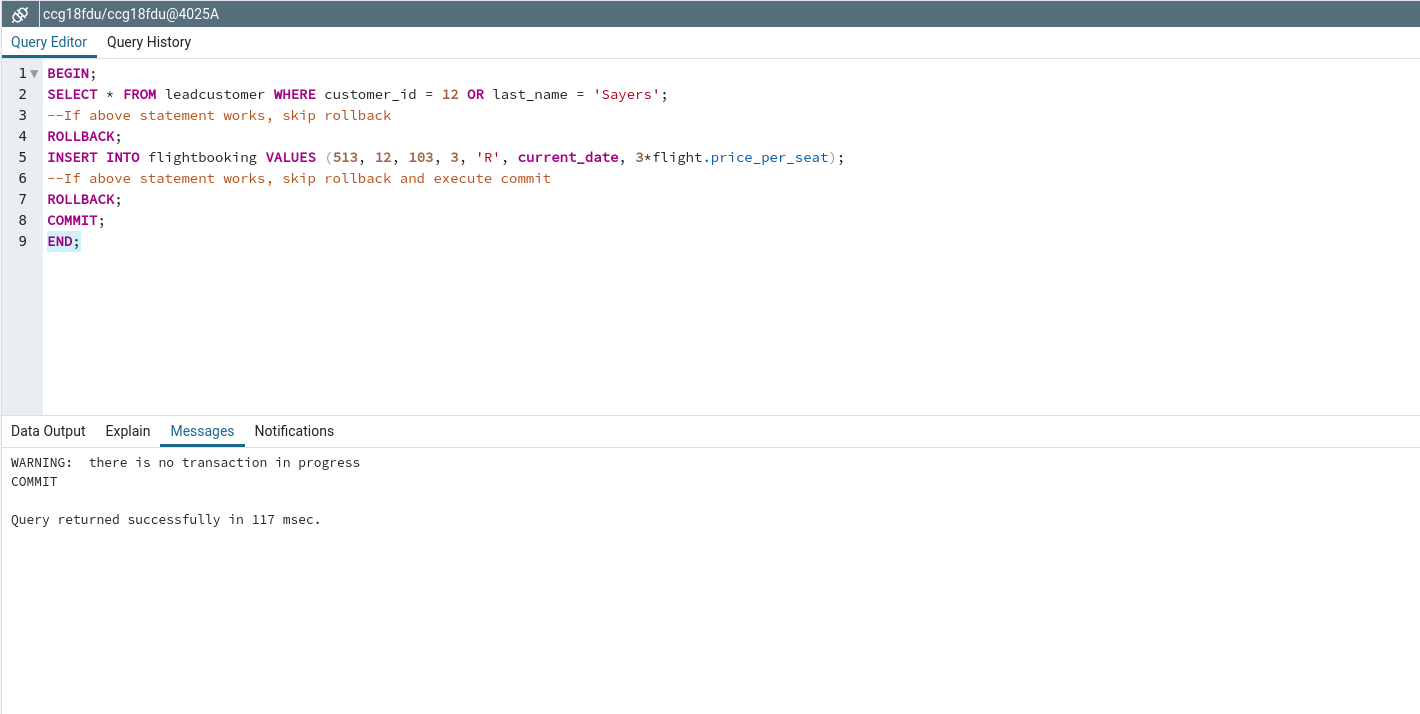 ccg18fdu/ccg18fdu@4025A
Query Editor Query History
1 BEGIN;
2 SELECT * FROM leadcustomer WHERE customer_id = 12 OR last_name = 'Sayers';
3 --If above statement works, skip rollback
4 ROLLBACK;
5 INSERT INTO flightbooking VALUES (513, 12, 103, 3, 'R', current_date, 3*flight.price_per_seat);
6 --If above statement works, skip rollback and execute commit
7 ROLLBACK;
8 COMMIT;
9 END;
Data Output Explain Messages Notifications
WARNING:  there is no transaction in progress
COMMIT
Query returned successfully in 117 msec.